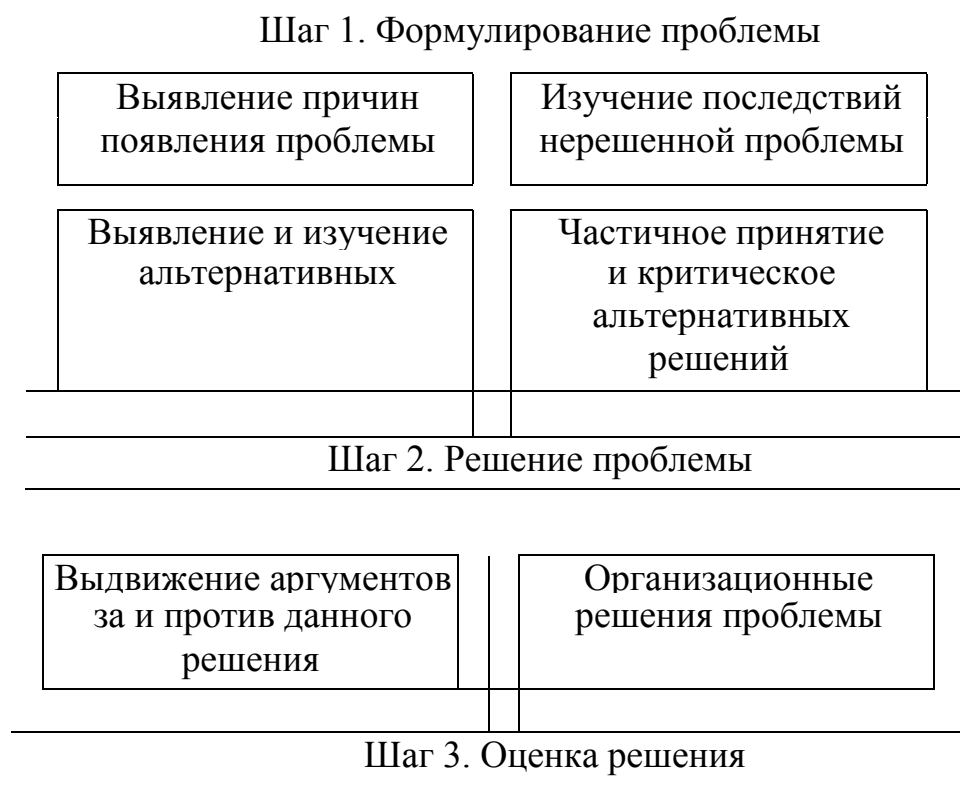 Шаг 1. Формулирование проблемы
Выявление причин
появления проблемы
Изучение последствий
нерешенной проблемы
Выявление и изучение
альтернативных
Частичное принятие
и критическое
альтернативных
решений
Шаг 2. Решение проблемы
Выдвижение аргументов
за и против данного
решения
Организационные
решения проблемы
Шаг 3. Оценка решения